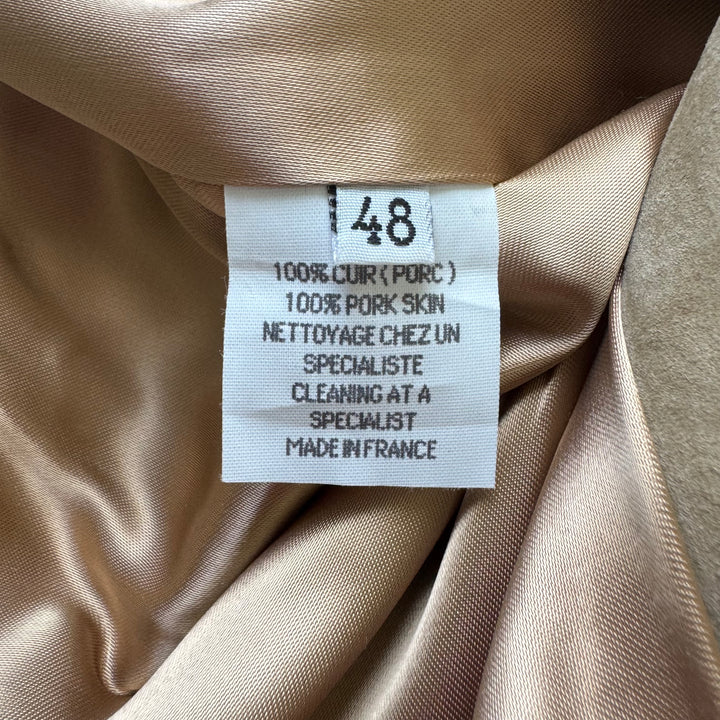 48
100% CUIR ( PORC )
100% PORK SKIN
NETTOYAGE CHEZ UN
SPECIALISTE
CLEANING AT A
SPECIALIST
MADE IN FRANCE